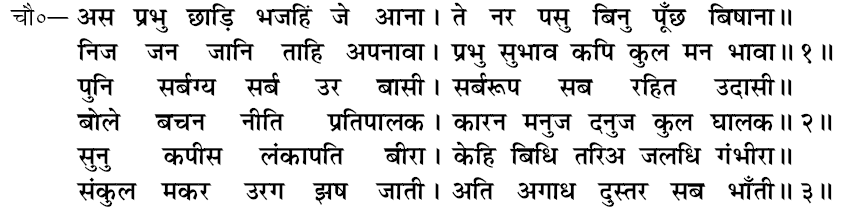 चौ०— अस प्रभु छाड़ि भजहिं जे आना। ते नर पसु बिनु पूँछ बिषाना॥
निज जन जानि ताहि अपनावा। प्रभु सुभाव कपि कुल मन भावा॥ १॥
पुनि सर्बग्य सर्ब उर बासी। सर्बरूप सब रहित उदासी॥
बोले बचन नीति प्रतिपालक। कारन मनुज दनुज कुल घालक॥ २॥
सुनु कपीस लंकापति बीरा। केहि बिधि तरिअ जलधि गंभीरा॥
संकुल मकर उरग झष जाती। अति अगाध दुस्तर सब भाँती॥ ३॥